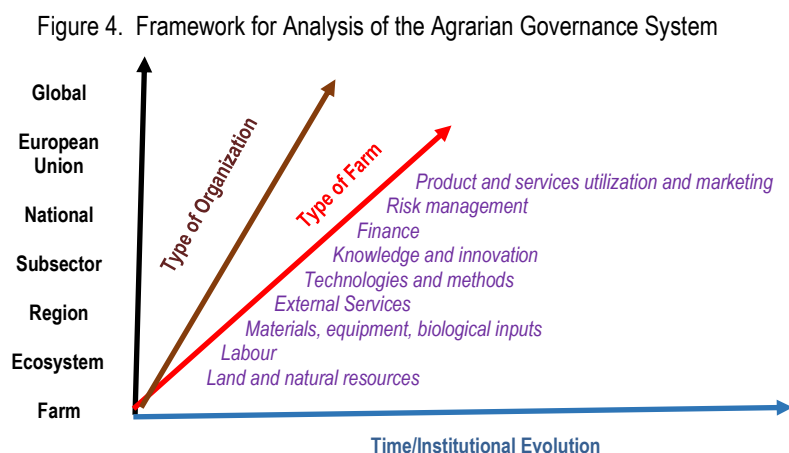 Figure 4. Framework for Analysis of the Agrarian Governance System
Global
European
Union
National
Subsector
Region
Ecosystem
Farm
Type of Organization
Type of Farm
Product and services utilization and marketing
Risk management
Finance
Knowledge and innovation
Technologies and methods
External Services
Materials, equipment, biological inputs
Labour
Land and natural resources
Time/Institutional Evolution